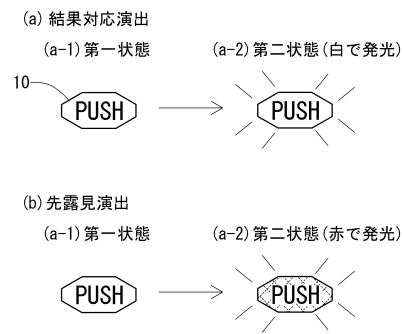 (a) 結果対応演出
(a-1) 第一状態
(a-2) 第二状態(白で発光)
10
PUSH
PUSH
(b) 先露見演出
(a-1) 第一状態
(a-2) 第二状態(赤で発光)
PUSH
PUSH